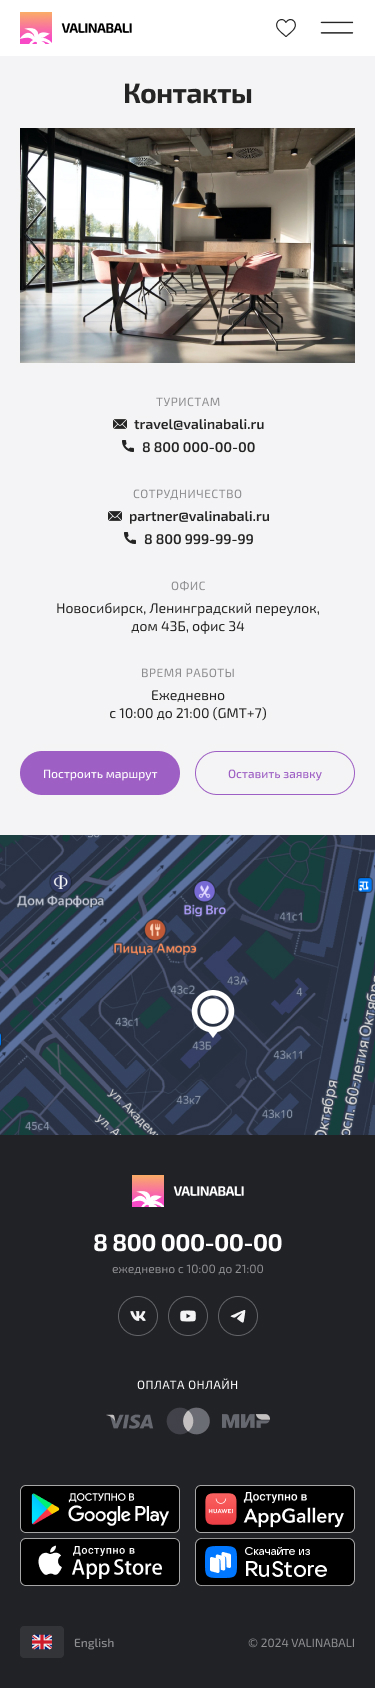 VALINABALI
Контакты
ТУРИСТАМ
travel@valinabali.ru
8 800 000-00-00
СОТРУДНИЧЕСТВО
partner@valinabali.ru
8 800 999-99-99
ОФИС
Новосибирск, Ленинградский переулок,
дом 43Б, офис 34
ВРЕМЯ РАБОТЫ
Ежедневно
с 10:00 до 21:00 (GMT+7)
Построить маршрут
Оставить заявку
Ф
Дом Фарфора
Big Bro
41с1
Пицца Аморэ
43А
43с2
4
43с1
43Б
43к11
43к7
43к10
45с4
ул. Академи
ул. А
Октября
осп. 60-летия Октября
VALINABALI
8 800 000-00-00
ежедневно с 10:00 до 21:00
ОПЛАТА ОНЛАЙН
VISA
МИР
ДОСТУПНО В
Google Play
HUAWEI
Доступно в
AppGallery
Доступно в
App Store
Скачайте из
RuStore
English
© 2024 VALINABALI